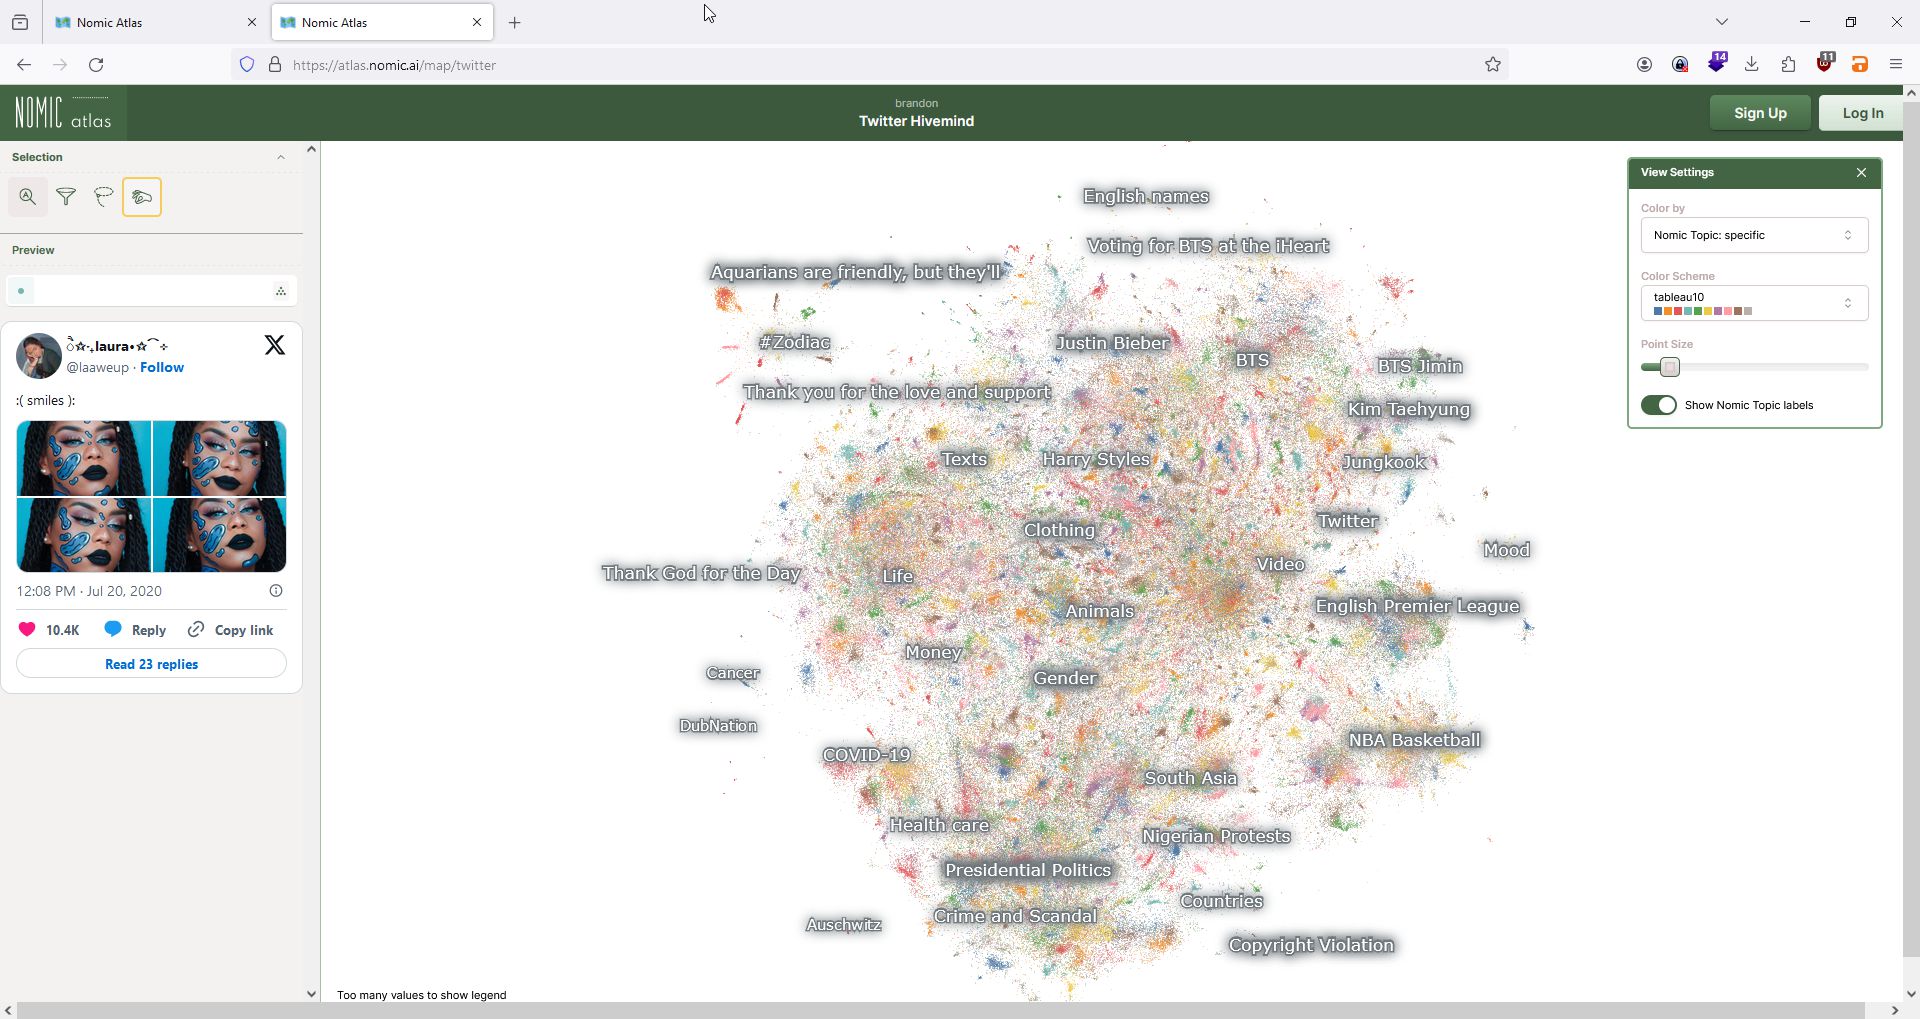 Nomic Atlas
Nomic Atlas
https://atlas.nomic.ai/map/twitter
14
11
NOMIC atlas
brandon
Twitter Hivemind
Sign Up
Log In
Selection
Preview
laura
@laaweup · Follow
:( smiles ):
12:08 PM · Jul 20, 2020
10.4K
Reply
Copy link
Read 23 replies
English names
Voting for BTS at the iHeart
Aquarians are friendly, but they'll
#Zodiac
Justin Bieber
BTS
BTS Jimin
Thank you for the love and support
Kim Taehyung
Texts
Harry Styles
Jungkook
Clothing
Twitter
Mood
Video
Thank God for the Day
Life
Animals
English Premier League
Money
Cancer
Gender
DubNation
NBA Basketball
COVID-19
South Asia
Health care
Nigerian Protests
Presidential Politics
Countries
Crime and Scandal
Auschwitz
Copyright Violation
Too many values to show legend
View Settings
Color by
Nomic Topic: specific
Color Scheme
tableau10
Point Size
Show Nomic Topic labels